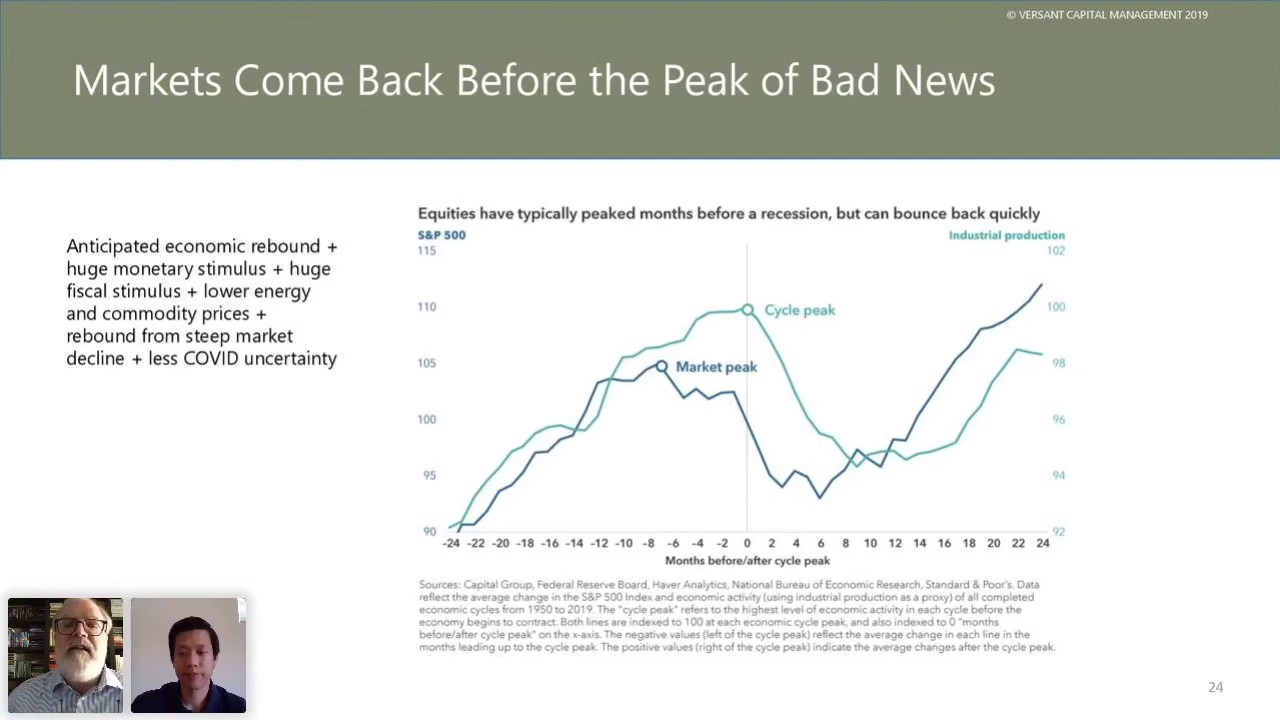 © VERSANT CAPITAL MANAGEMENT 2019
Markets Come Back Before the Peak of Bad News
Anticipated economic rebound +
huge monetary stimulus + huge
fiscal stimulus + lower energy
and commodity prices +
rebound from steep market
decline + less COVID uncertainty
Equities have typically peaked months before a recession, but can bounce back quickly
S&P 500 Industrial production
115 102
110 100
105 98
100 96
95 94
90 92
Cycle peak
Market peak
-24 -22 -20 -18 -16 -14 -12 -10 -8 -6 -4 -2 0 2 4 6 8 10 12 14 16 18 20 22 24
Months before/after cycle peak
Sources: Capital Group, Federal Reserve Board, Haver Analytics, National Bureau of Economic Research, Standard & Poor's. Data
reflect the average change in the S&P 500 Index and economic activity (using industrial production as a proxy) of all completed
economic cycles from 1950 to 2019. The "cycle peak" refers to the highest level of economic activity in each cycle before the
economy begins to contract. Both lines are indexed to 100 at each economic cycle peak, and also indexed to 0 "months
before/after cycle peak" on the x-axis. The negative values (left of the cycle peak) reflect the average change in each line in the
months leading up to the cycle peak. The positive values (right of the cycle peak) indicate the average changes after the cycle peak.
24